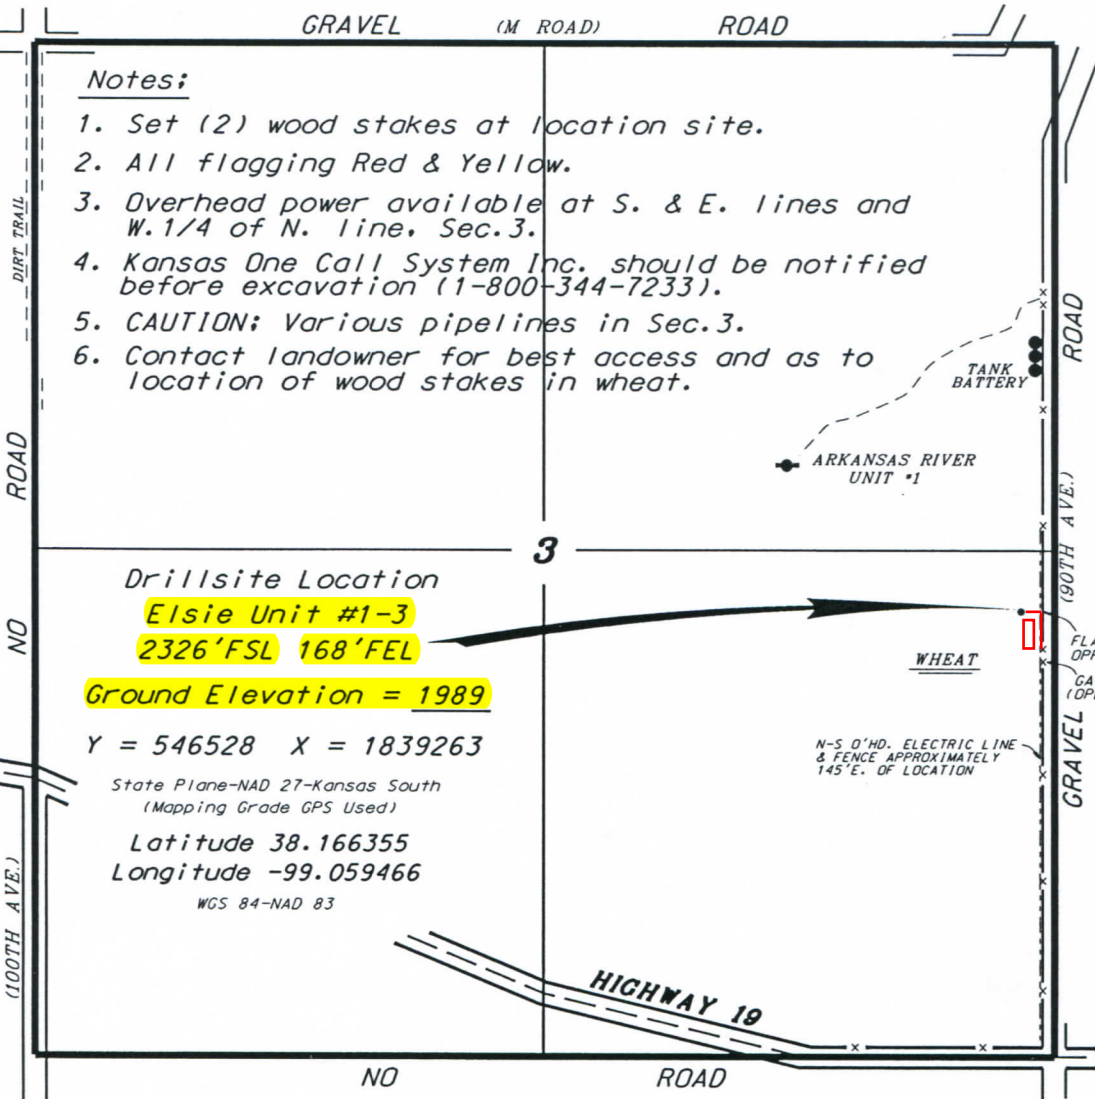 GRAVEL (M ROAD) ROAD
Notes:
1. Set (2) wood stakes at location site.
2. All flagging Red & Yellow.
3. Overhead power available at S. & E. lines and
W.1/4 of N. line, Sec.3.
4. Kansas One Call System Inc. should be notified
before excavation (1-800-344-7233).
5. CAUTION: Various pipelines in Sec.3.
6. Contact landowner for best access and as to
location of wood stakes in wheat.
DIRT TRAIL
ROAD
TANK
BATTERY
ARKANSAS RIVER
UNIT #1
ROAD
(90TH AVE.)
3
Drillsite Location
Elsie Unit #1-3
2326'FSL 168'FEL
Ground Elevation = 1989
Y = 546528 X = 1839263
State Plane-NAD 27-Kansas South
(Mapping Grade GPS Used)
Latitude 38.166355
Longitude -99.059466
WGS 84-NAD 83
NO
WHEAT
FLA
OPP
GA
(OP
N-S O'HD. ELECTRIC LINE
& FENCE APPROXIMATELY
145'E. OF LOCATION
GRAVEL
(100TH AVE.)
HIGHWAY 19
NO ROAD